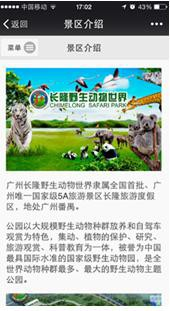 中国移动 17:02 43%
返回 景区介绍
菜单 景区介绍
长隆野生动物世界
CHIMELONG SAFARI PARK
广州长隆野生动物世界隶属全国首批、广
州唯一国家级5A旅游景区长隆旅游度假
区，地处广州番禺。
公园以大规模野生动物种群放养和自驾车
观赏为特色，集动、植物的保护、研究、
旅游观赏、科普教育为一体，被誉为中国
最具国际水准的国家级野生动物园，是全
世界动物种群最多、最大的野生动物主题
公园。